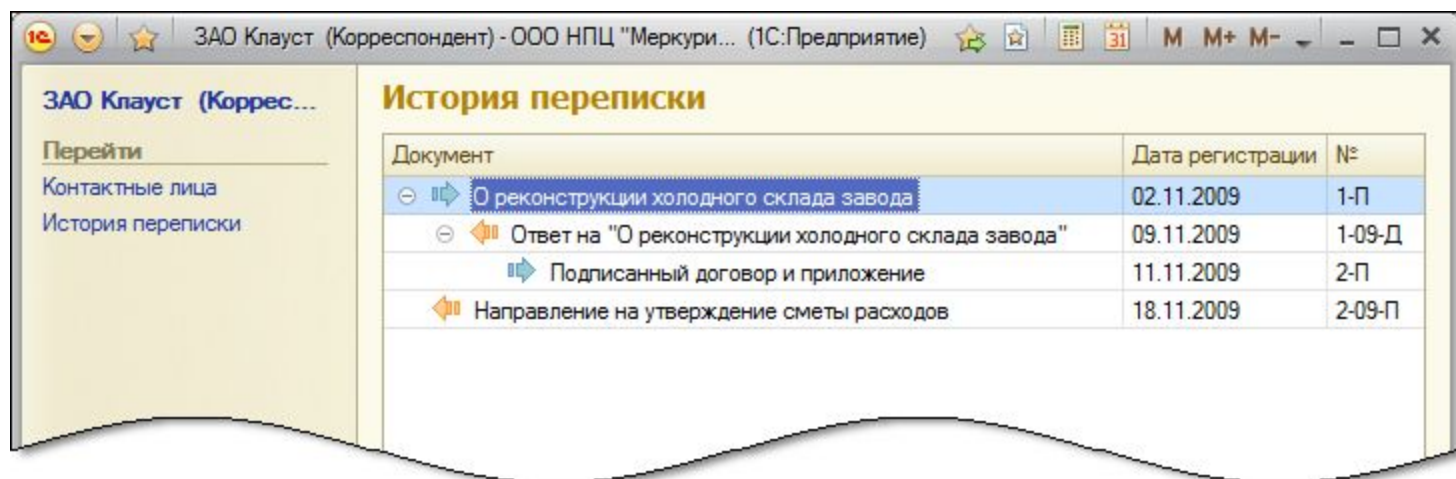 ЗАО Клауст (Корреспондент) - ООО НПЦ "Меркури... (1С:Предприятие) 31 M M+ M-
ЗАО Клауст (Коррес...
Перейти
Контактные лица
История переписки
История переписки
Документ Дата регистрации №
О реконструкции холодного склада завода 02.11.2009 1-П
Ответ на "О реконструкции холодного склада завода" 09.11.2009 1-09-Д
Подписанный договор и приложение 11.11.2009 2-П
Направление на утверждение сметы расходов 18.11.2009 2-09-П